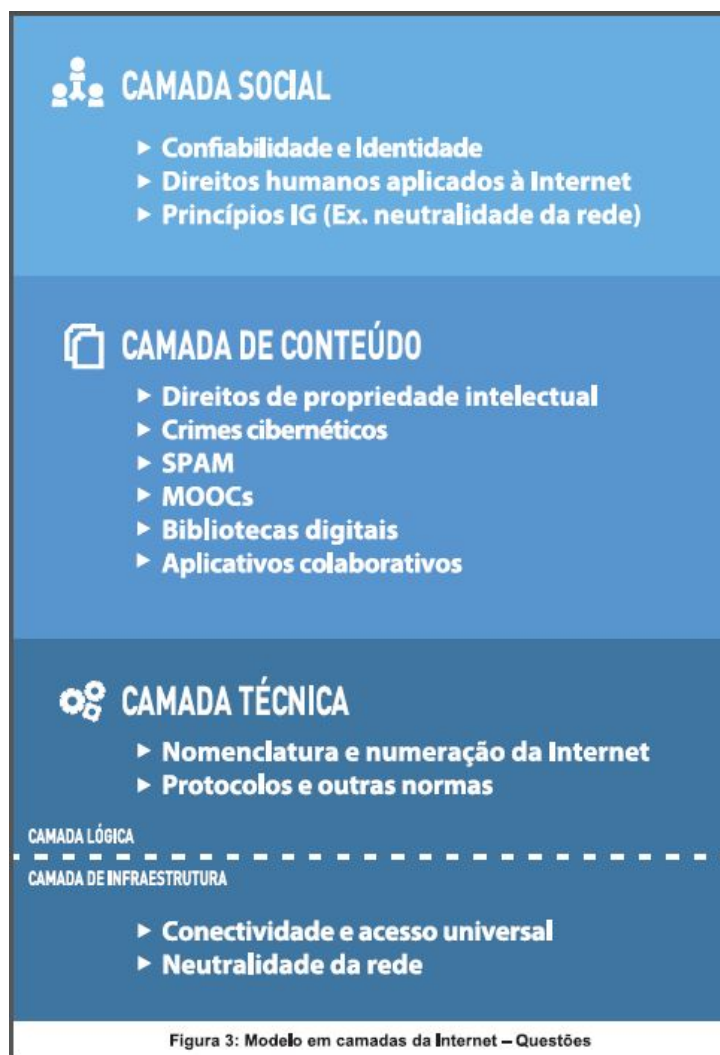 CAMADA SOCIAL
► Confiabilidade e Identidade
► Direitos humanos aplicados à Internet
► Princípios IG (Ex. neutralidade da rede)
CAMADA DE CONTEÚDO
► Direitos de propriedade intelectual
► Crimes cibernéticos
► SPAM
► MOOCs
► Bibliotecas digitais
► Aplicativos colaborativos
CAMADA TÉCNICA
► Nomenclatura e numeração da Internet
► Protocolos e outras normas
CAMADA LÓGICA
CAMADA DE INFRAESTRUTURA
► Conectividade e acesso universal
► Neutralidade da rede
Figura 3: Modelo em camadas da Internet – Questões